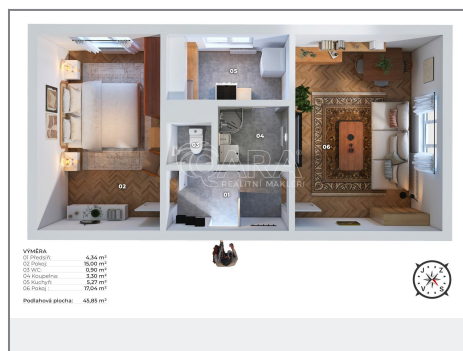 05
04
03
ARA
REALITNÍ MAKLÉŘI
06
02
01
VÝMĚRA
01 Předsíň: 4,34 m²
02 Pokoj: 15,00 m²
03 WC: 0,90 m²
04 Koupelna: 3,30 m²
05 Kuchyň: 5,27 m²
06 Pokoj : 17,04 m²
Podlahová plocha: 45,85 m²
J Z
V S